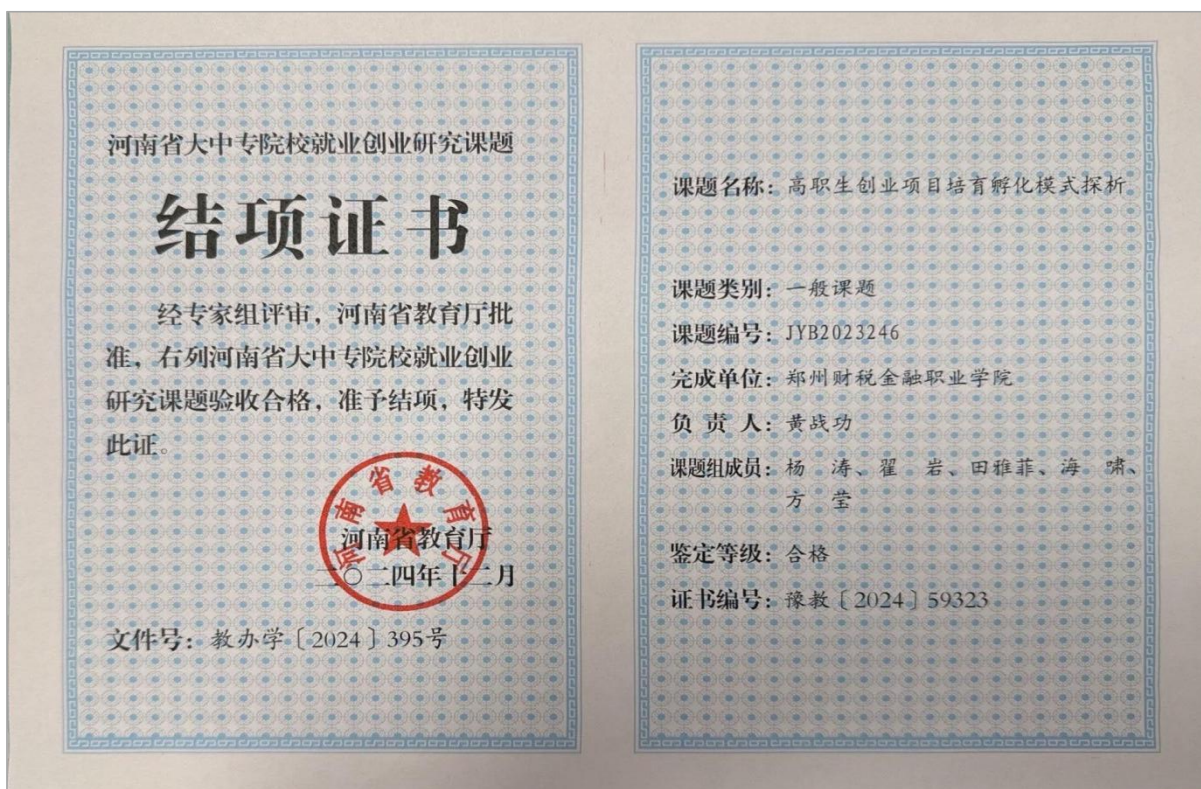 河南省大中专院校就业创业研究课题
结项证书
经专家组评审，河南省教育厅批
准，右列河南省大中专院校就业创业
研究课题验收合格，准予结项，特发
此证。
河南省教育厅
河南省教育厅
二〇二四年十二月
文件号：教办学〔2024〕395号
课题名称：高职生创业项目培育孵化模式探析
课题类别：一般课题
课题编号：JYB2023246
完成单位：郑州财税金融职业学院
负 责 人：黄战功
课题组成员：杨　涛、翟　岩、田雅菲、海　啸、
方　莹
鉴定等级：合格
证书编号：豫教〔2024〕59323